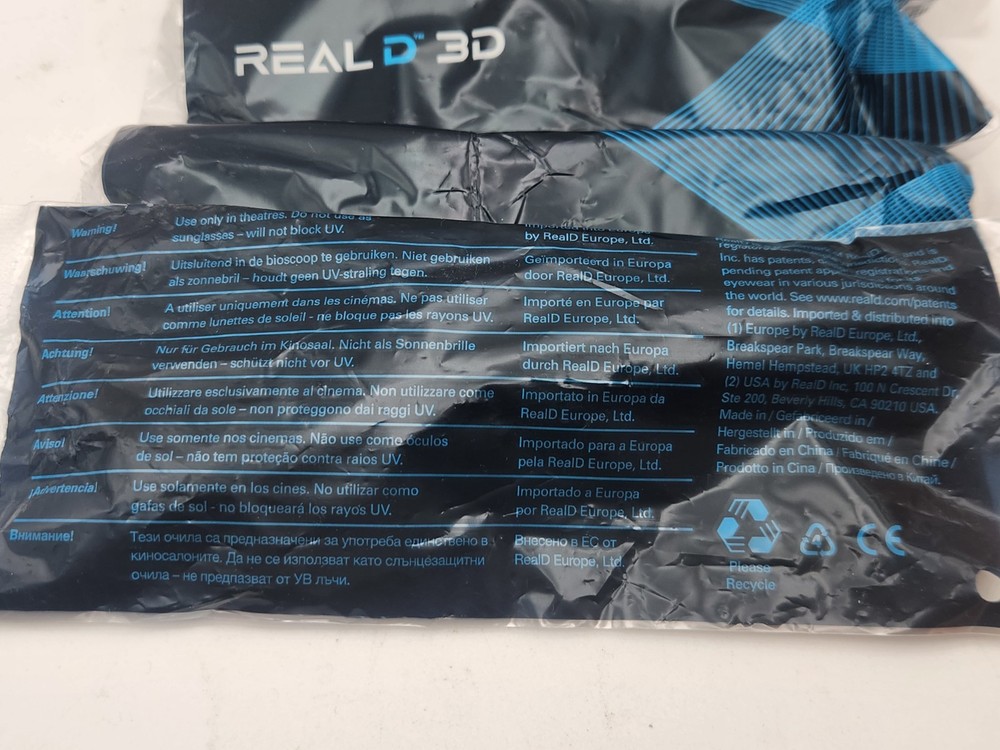 REAL D™ 3D
Warning!
Use only in theatres. Do not use as
sunglasses – will not block UV.
by RealD Europe, Ltd.
Waarschuwing!
Uitsluitend in de bioscoop te gebruiken. Niet gebruiken
als zonnebril – houdt geen UV-straling tegen.
Geïmporteerd in Europa
door RealD Europe, Ltd.
Attention!
A utiliser uniquement dans les cinémas. Ne pas utiliser
comme lunettes de soleil - ne bloque pas les rayons UV.
Importé en Europe par
RealD Europe, Ltd.
Achtung!
Nur für Gebrauch im Kinosaal. Nicht als Sonnenbrille
verwenden – schützt nicht vor UV.
Importiert nach Europa
durch RealD Europe, Ltd.
Attenzione!
Utilizzare esclusivamente al cinema. Non utilizzare come
occhiali da sole – non proteggono dai raggi UV.
Importato in Europa da
RealD Europe, Ltd.
Aviso!
Use somente nos cinemas. Não use como óculos
de sol – não tem proteção contra raios UV.
Importado para a Europa
pela RealD Europe, Ltd.
¡Advertencia!
Use solamente en los cines. No utilizar como
gafas de sol - no bloqueará los rayos UV.
Importado a Europa
por RealD Europe, Ltd.
Внимание!
Тези очила са предназначени за употреба единствено в
киносалоните. Да не се използват като слънцезащитни
очила – не предпазват от УВ лъчи.
Внесено в ЕС от
RealD Europe, Ltd.
Inc. has patents,
pending patent
eyewear in various jurisdictions around
the world. See www.reald.com/patents
for details. Imported & distributed into
(1) Europe by RealD Europe, Ltd.,
Breakspear Park, Breakspear Way,
Hemel Hempstead, UK HP2 4TZ and
(2) USA by RealD Inc, 100 N Crescent Dr,
Ste 200, Beverly Hills, CA 90210 USA.
Made in / Gefabriceerd in /
Hergestellt in / Produzido em /
Fabricado en China / Fabriqué en Chine /
Prodotto in Cina / Произведено в Китай.
Please
Recycle
CE